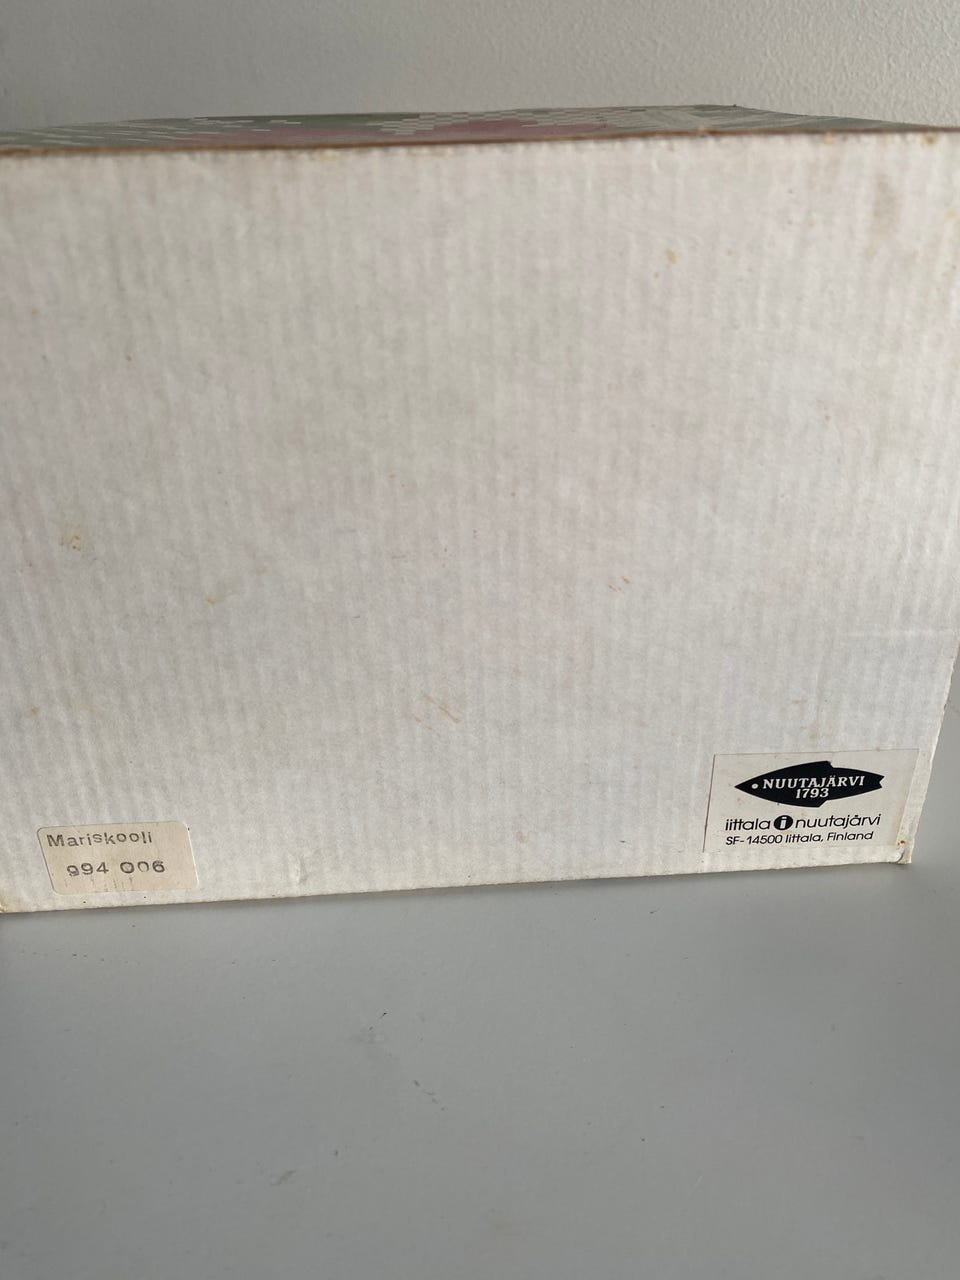 Mariskooli
994 006
NUUTAJÄRVI
1793
iittala i nuutajärvi
SF-14500 Iittala, Finland